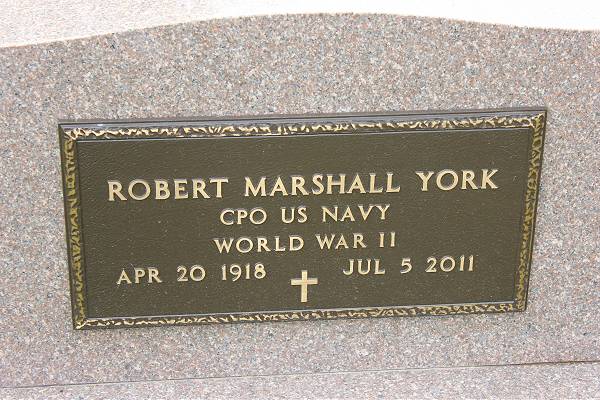 ROBERT MARSHALL YORK
CPO US NAVY
WORLD WAR II
APR 20 1918 JUL 5 2011